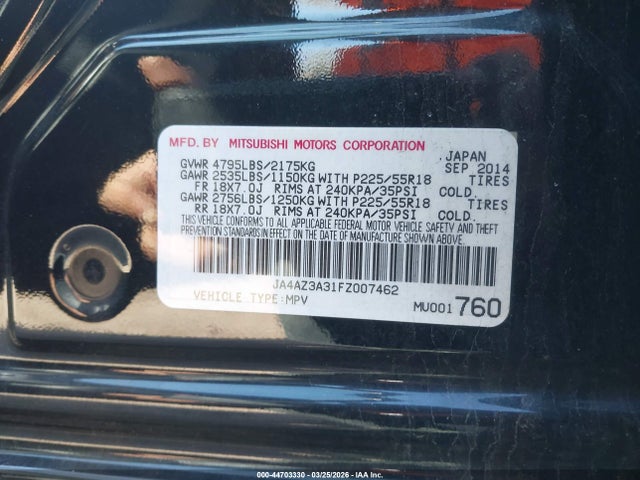 MFD. BY MITSUBISHI MOTORS CORPORATION
GVWR 4795LBS/2175KG JAPAN SEP 2014
GAWR 2535LBS/1150KG WITH P225/55R18 TIRES
FR 18X7.0J RIMS AT 240KPA/35PSI COLD.
GAWR 2756LBS/1250KG WITH P225/55R18 TIRES
RR 18X7.0J RIMS AT 240KPA/35PSI COLD.
THIS VEHICLE CONFORMS TO ALL APPLICABLE FEDERAL MOTOR VEHICLE SAFETY AND THEFT
PREVENTION STANDARDS IN EFFECT ON THE DATE OF MANUFACTURE SHOWN ABOVE.
JA4AZ3A31FZ007462
VEHICLE TYPE:MPV MU001 760
000-44703330 - 03/25/2026 - IAA Inc.